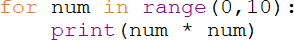 for num in range(0,10):
    print(num * num)